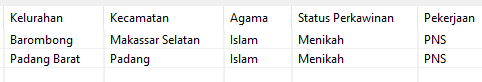 Kelurahan Kecamatan Agama Status Perkawinan Pekerjaan
Barombong Makassar Selatan Islam Menikah PNS
Padang Barat Padang Islam Menikah PNS